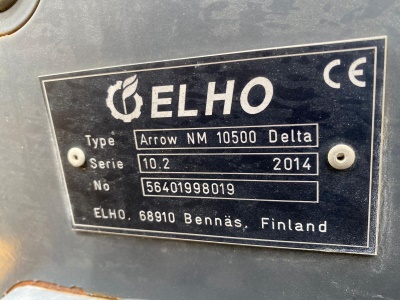 ELHO CE
Type Arrow NM 10500 Delta
Serie 10.2 2014
No 56401998019
ELHO, 68910 Bennäs, Finland